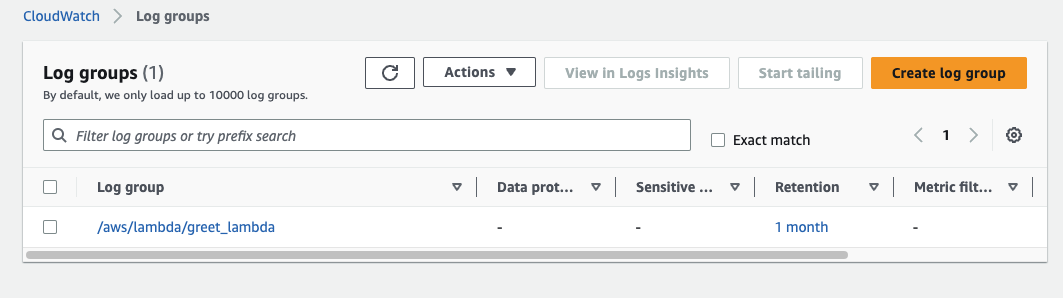 CloudWatch > Log groups
Log groups (1) Actions ▼ View in Logs Insights Start tailing Create log group
By default, we only load up to 10000 log groups.
Filter log groups or try prefix search Exact match < 1 >
Log group Data prot... Sensitive ... Retention Metric filt...
/aws/lambda/greet_lambda - - 1 month -